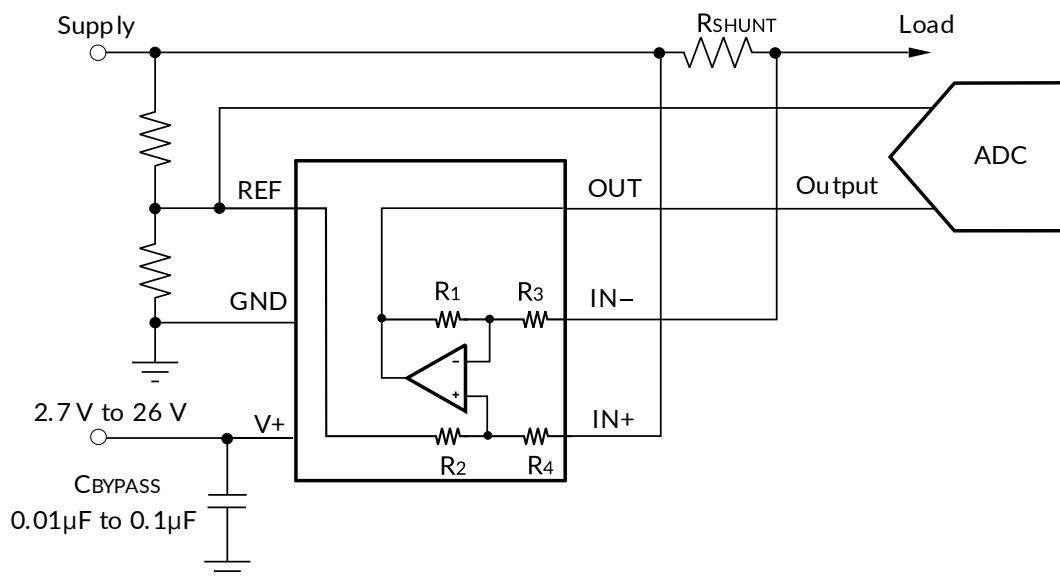 Supply
RSHUNT
Load
ADC
REF
OUT
Output
GND
R1
R3
IN−
−
+
2.7 V to 26 V
V+
IN+
R2
R4
CBYPASS
0.01µF to 0.1µF